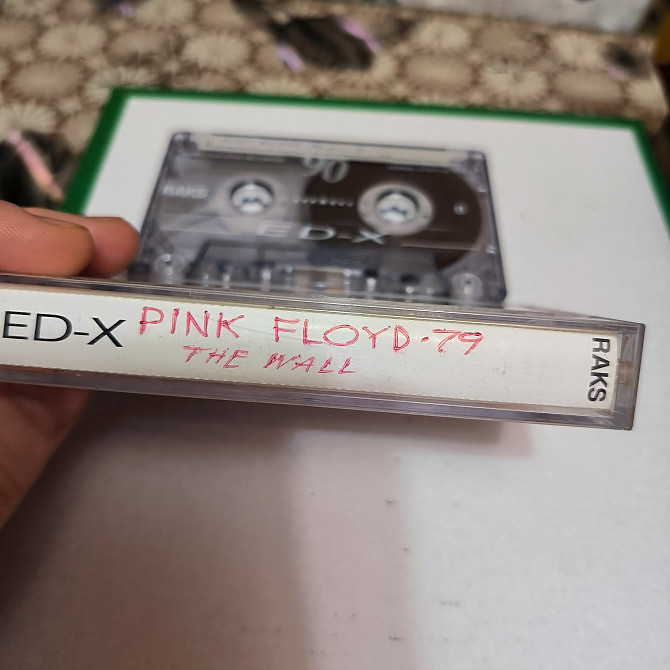 90
RAKS
ED-X
ED-X PINK FLOYD·79
THE WALL
RAKS